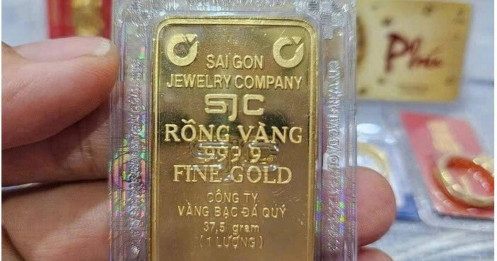 SAIGON
JEWELRY COMPANY
SJC
RỒNG VÀNG
999.9
FINE GOLD
CÔNG TY
VÀNG BẠC ĐÁ QUÝ
37,5 gram
(1 LƯỢNG)
Phú